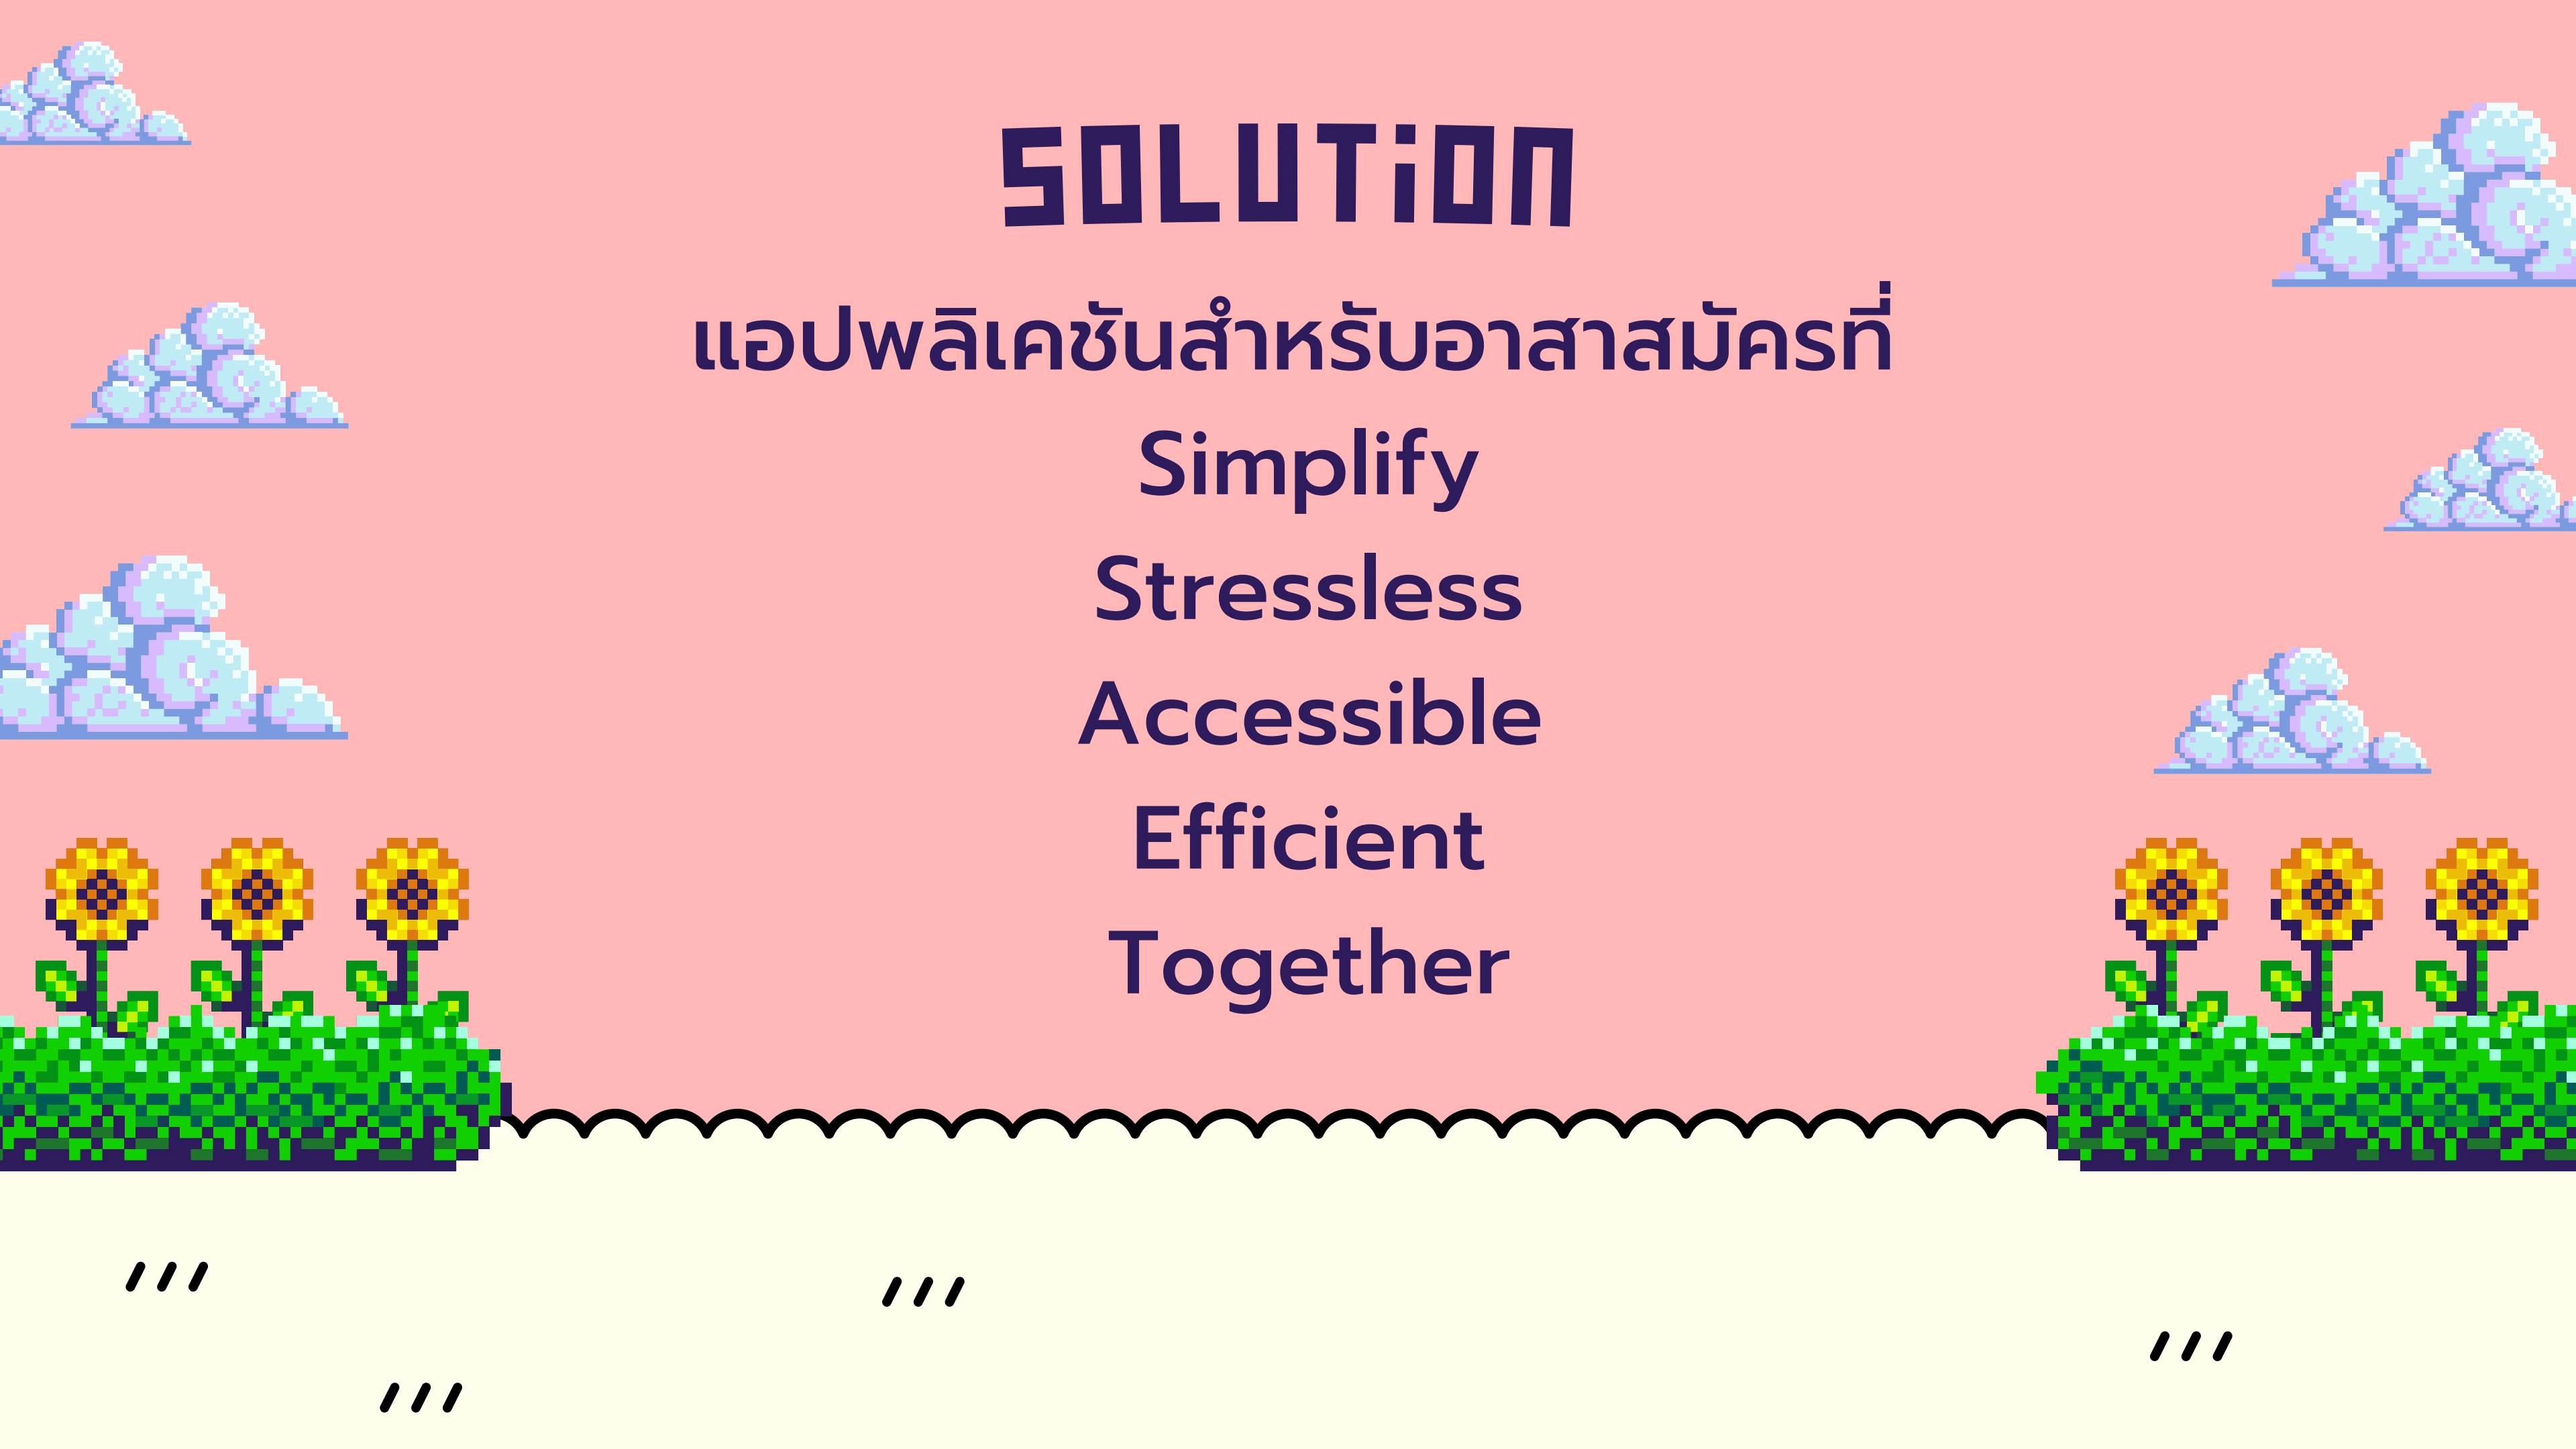 SOLUTiON
แอปพลิเคชันสำหรับอาสาสมัครที่
Simplify
Stressless
Accessible
Efficient
Together